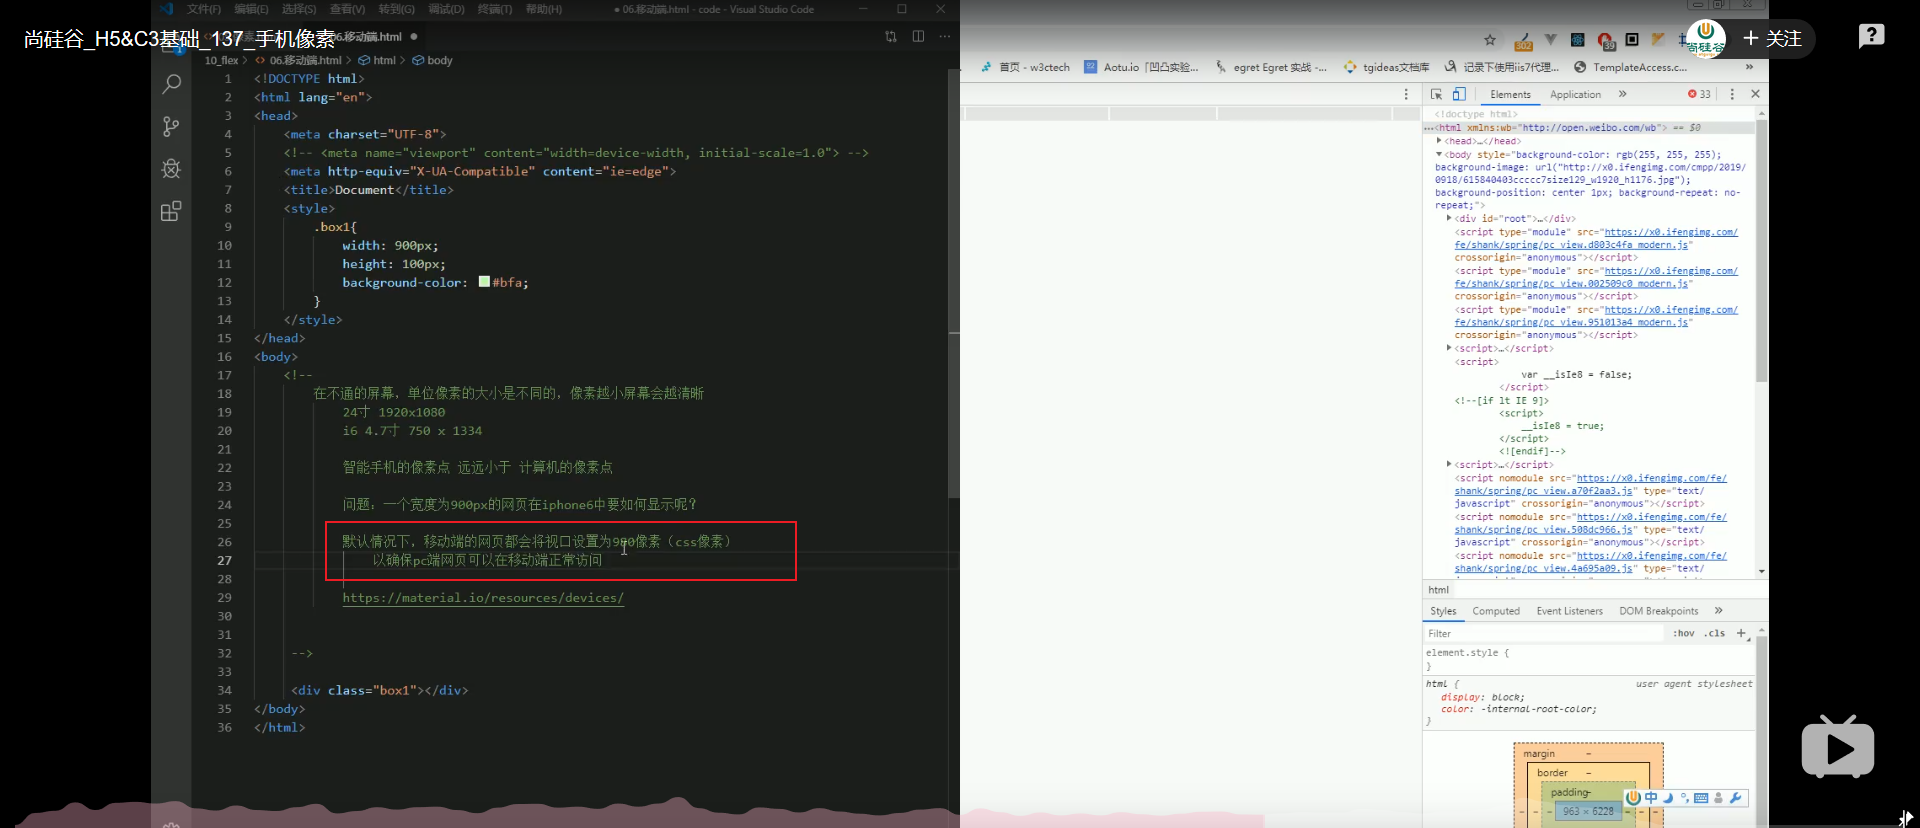 文件(F) 编辑(E) 选择(S) 查看(V) 转到(G) 调试(D) 终端(T) 帮助(H) ● 06.移动端.html - code - Visual Studio Code
尚硅谷_H5&C3基础_137_手机像素
06.移动端.html ●
10_flex > <> 06.移动端.html > html > body
1 <!DOCTYPE html>
2 <html lang="en">
3 <head>
4 <meta charset="UTF-8">
5 <!-- <meta name="viewport" content="width=device-width, initial-scale=1.0"> -->
6 <meta http-equiv="X-UA-Compatible" content="ie=edge">
7 <title>Document</title>
8 <style>
9 .box1{
10 width: 900px;
11 height: 100px;
12 background-color: #bfa;
13 }
14 </style>
15 </head>
16 <body>
17 <!--
18 在不通的屏幕，单位像素的大小是不同的，像素越小屏幕会越清晰
19 24寸 1920x1080
20 i6 4.7寸 750 x 1334
21
22 智能手机的像素点 远远小于 计算机的像素点
23
24 问题：一个宽度为900px的网页在iphone6中要如何显示呢？
25
26 默认情况下，移动端的网页都会将视口设置为980像素（css像素）
27 以确保pc端网页可以在移动端正常访问
28
29 https://material.io/resources/devices/
30
31
32 -->
33
34 <div class="box1"></div>
35 </body>
36 </html>
302
39
尚硅谷
+ 关注
首页 - w3ctech
Aotu.io「凹凸实验...
egret Egret 实战 -...
tgideas文档库
记录下使用iis7代理...
TemplateAccess.c...
»
Elements Application » 33
<!doctype html>
...<html xmlns:wb="http://open.weibo.com/wb"> == $0
<head>…</head>
<body style="background-color: rgb(255, 255, 255);
background-image: url("http://x0.ifengimg.com/cmpp/2019/
0918/615840403ccccc7size129_w1920_h1176.jpg");
background-position: center 1px; background-repeat: no-
repeat;">
<div id="root">…</div>
<script type="module" src="https://x0.ifengimg.com/
fe/shank/spring/pc_view.d803c4fa_modern.js"
crossorigin="anonymous"></script>
<script type="module" src="https://x0.ifengimg.com/
fe/shank/spring/pc_view.002509c0_modern.js"
crossorigin="anonymous"></script>
<script type="module" src="https://x0.ifengimg.com/
fe/shank/spring/pc_view.951013a4_modern.js"
crossorigin="anonymous"></script>
<script>…</script>
<script>
var __isIe8 = false;
</script>
<!--[if lt IE 9]>
<script>
__isIe8 = true;
</script>
<![endif]-->
<script>…</script>
<script nomodule src="https://x0.ifengimg.com/fe/
shank/spring/pc_view.a70f2aa3.js" type="text/
javascript" crossorigin="anonymous"></script>
<script nomodule src="https://x0.ifengimg.com/fe/
shank/spring/pc_view.508dc966.js" type="text/
javascript" crossorigin="anonymous"></script>
<script nomodule src="https://x0.ifengimg.com/fe/
shank/spring/pc_view.4a695a09.js" type="text/
html
Styles Computed Event Listeners DOM Breakpoints »
Filter :hov .cls +
element.style {
}
html { user agent stylesheet
display: block;
color: -internal-root-color;
}
margin -
border -
padding-
963 × 6228
中